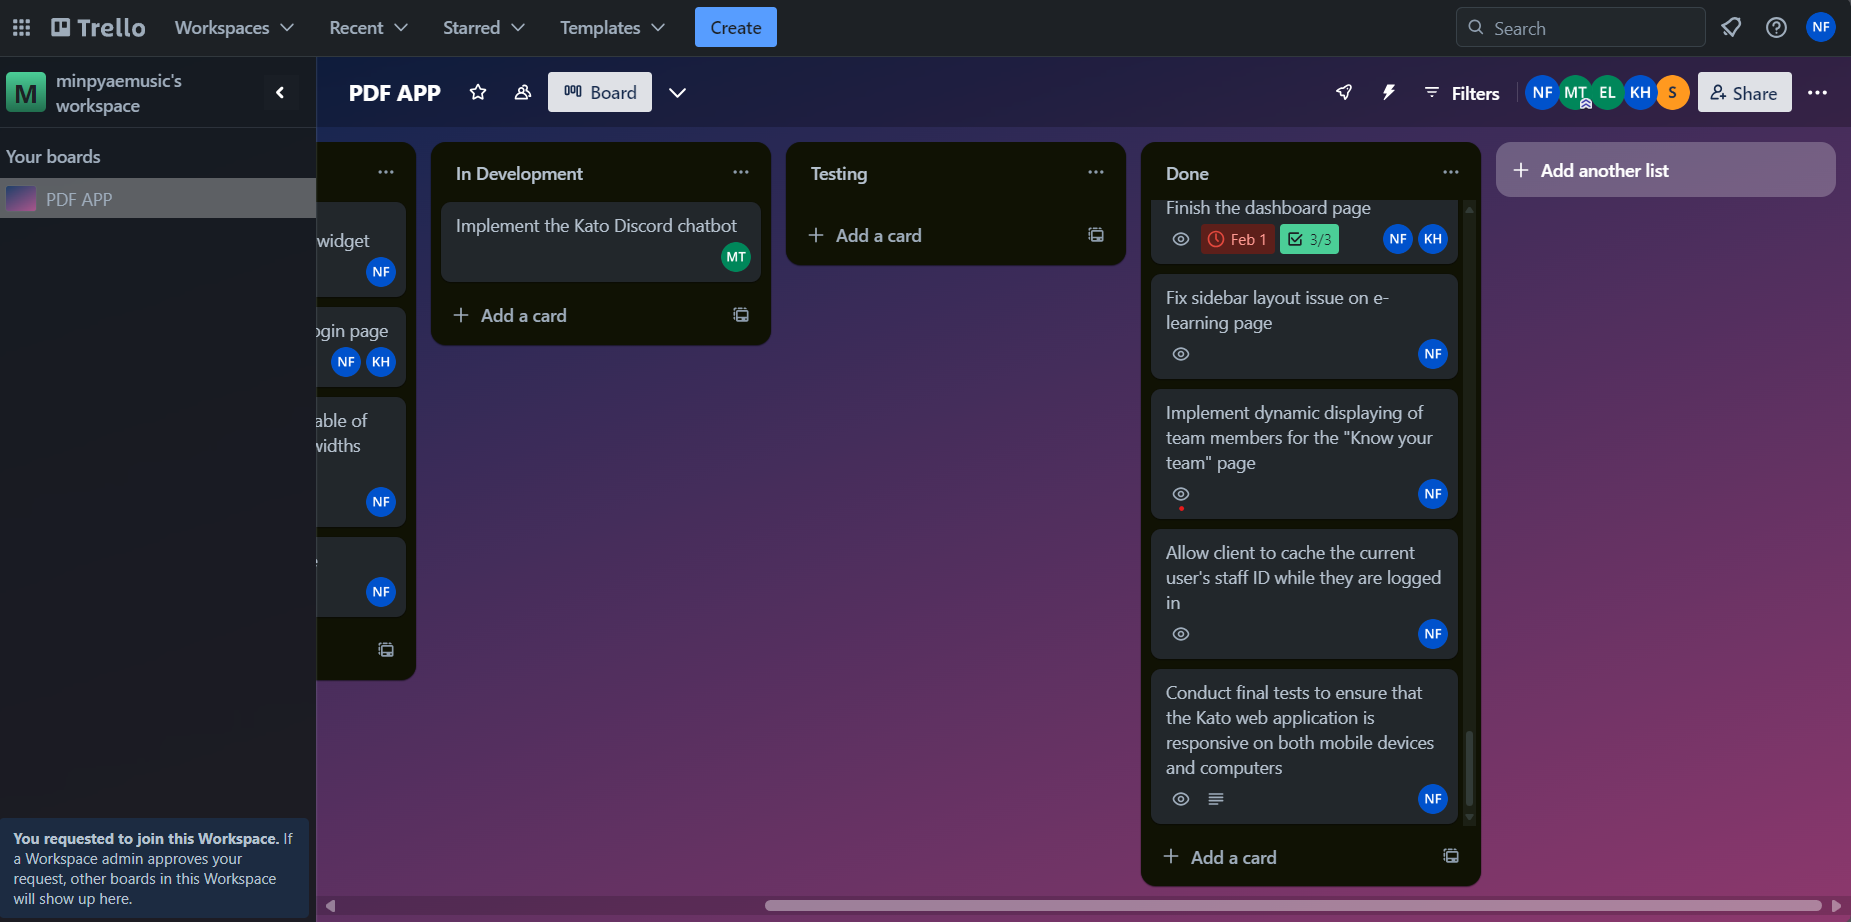 Trello
Workspaces
Recent
Starred
Templates
Create
Search
NF
M
minpyaemusic's
workspace
Your boards
PDF APP
You requested to join this Workspace. If
a Workspace admin approves your
request, other boards in this Workspace
will show up here.
PDF APP
Board
Filters
NF MT EL KH S
Share
widget
NF
ogin page
NF KH
able of
widths
NF
NF
In Development
Implement the Kato Discord chatbot
MT
Add a card
Testing
Add a card
Done
Finish the dashboard page
Feb 1
3/3
NF KH
Fix sidebar layout issue on e-
learning page
NF
Implement dynamic displaying of
team members for the "Know your
team" page
NF
Allow client to cache the current
user's staff ID while they are logged
in
NF
Conduct final tests to ensure that
the Kato web application is
responsive on both mobile devices
and computers
NF
Add a card
Add another list